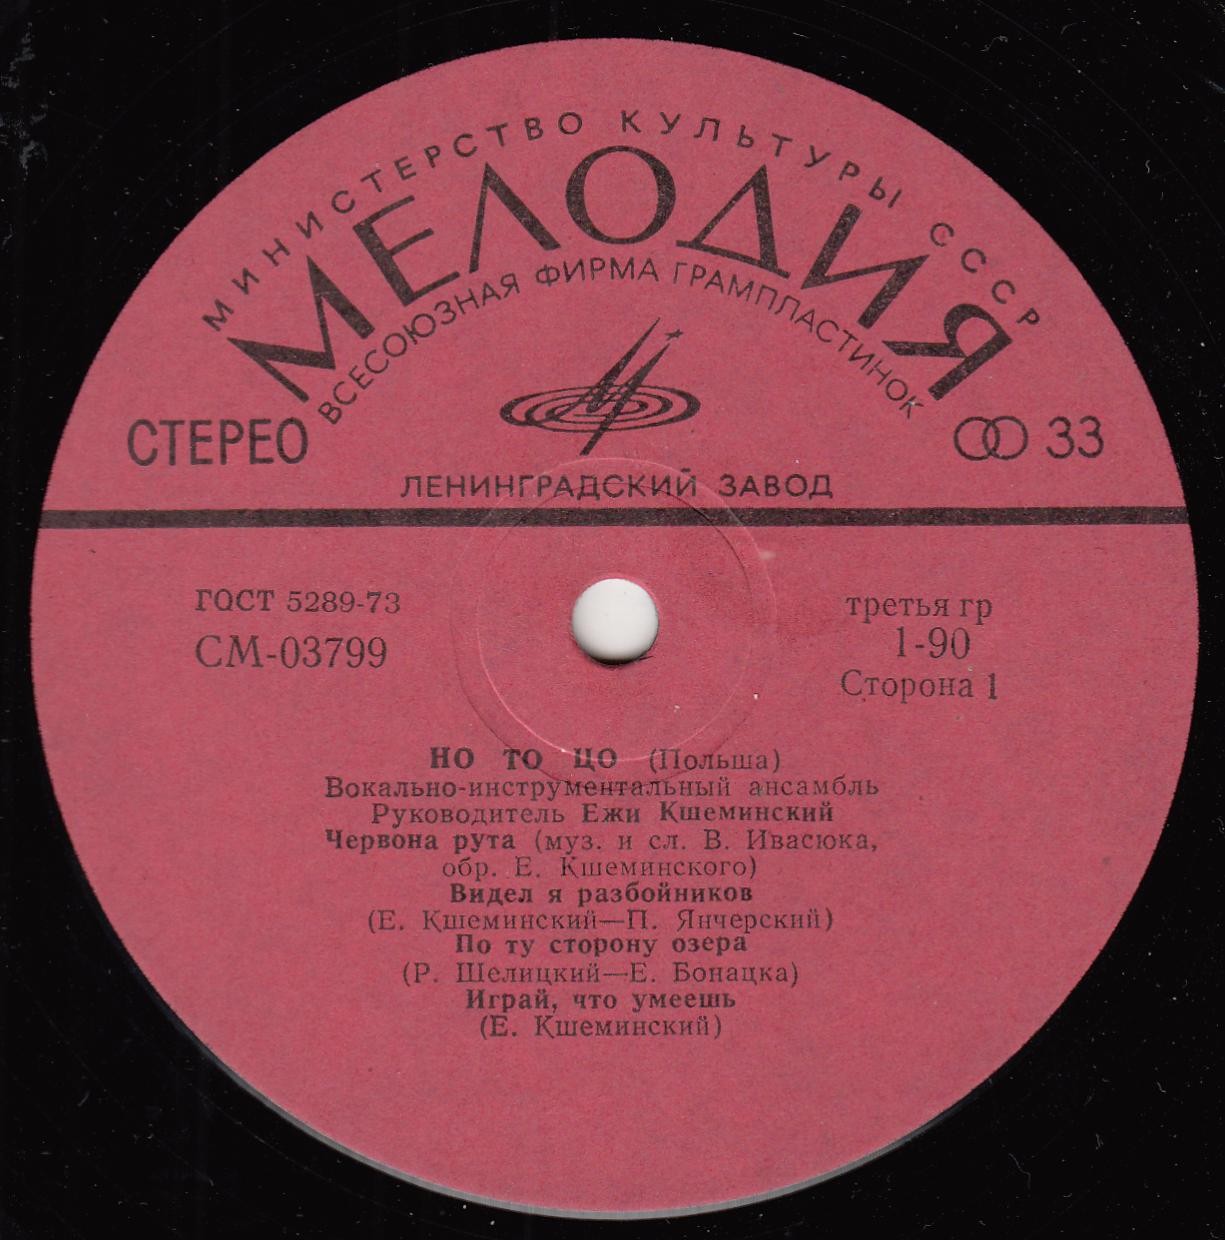 МИНИСТЕРСТВО КУЛЬТУРЫ СССР
МЕЛОДИЯ
ВСЕСОЮЗНАЯ ФИРМА ГРАМПЛАСТИНОК
СТЕРЕО
33
ЛЕНИНГРАДСКИЙ ЗАВОД
ГОСТ 5289-73
СМ-03799
третья гр
1-90
Сторона 1
НО ТО ЦО (Польша)
Вокально-инструментальный ансамбль
Руководитель Ежи Кшеминский
Червона рута (муз. и сл. В. Ивасюка,
обр. Е. Кшеминского)
Видел я разбойников
(Е. Кшеминский—П. Янчерский)
По ту сторону озера
(Р. Шелицкий—Е. Бонацка)
Играй, что умеешь
(Е. Кшеминский)